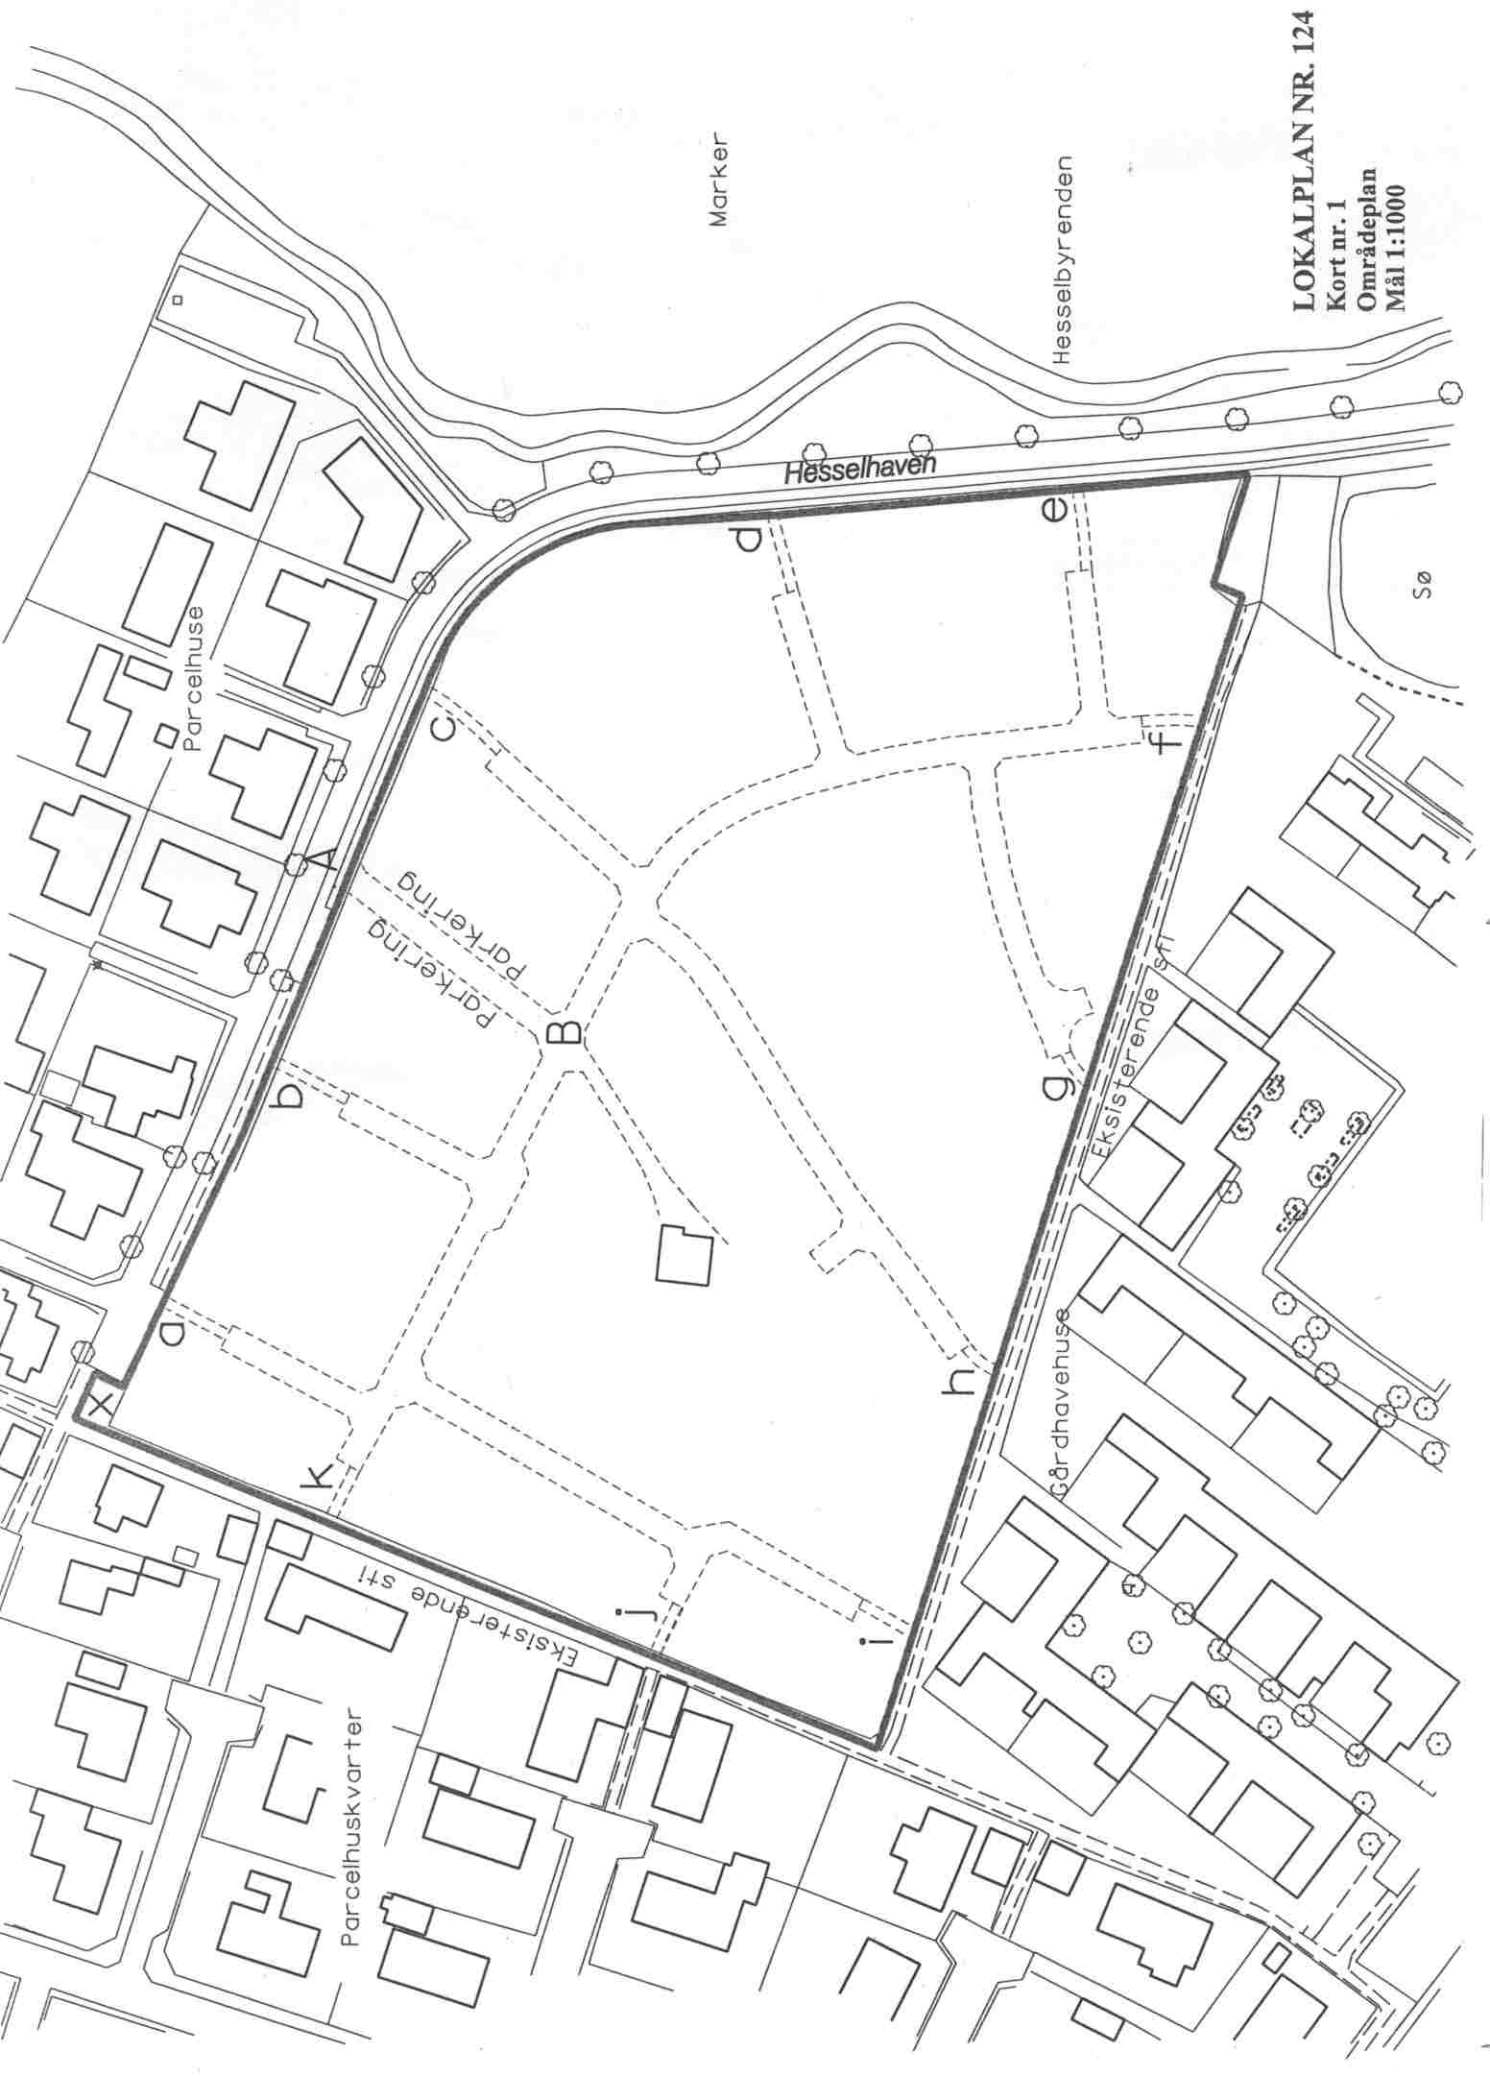 LOKALPLAN NR. 124
Kort nr. 1
Områdeplan
Mål 1:1000
Marker
Hesselbyrenden
Hesselhaven
Sø
Parcelhuse
A
Parkering
Parkering
B
a
b
c
d
e
f
g
h
i
j
k
x
Eksisterende sti
Eksisterende sti
Gårdhavehuse
Parcelhuskvarter